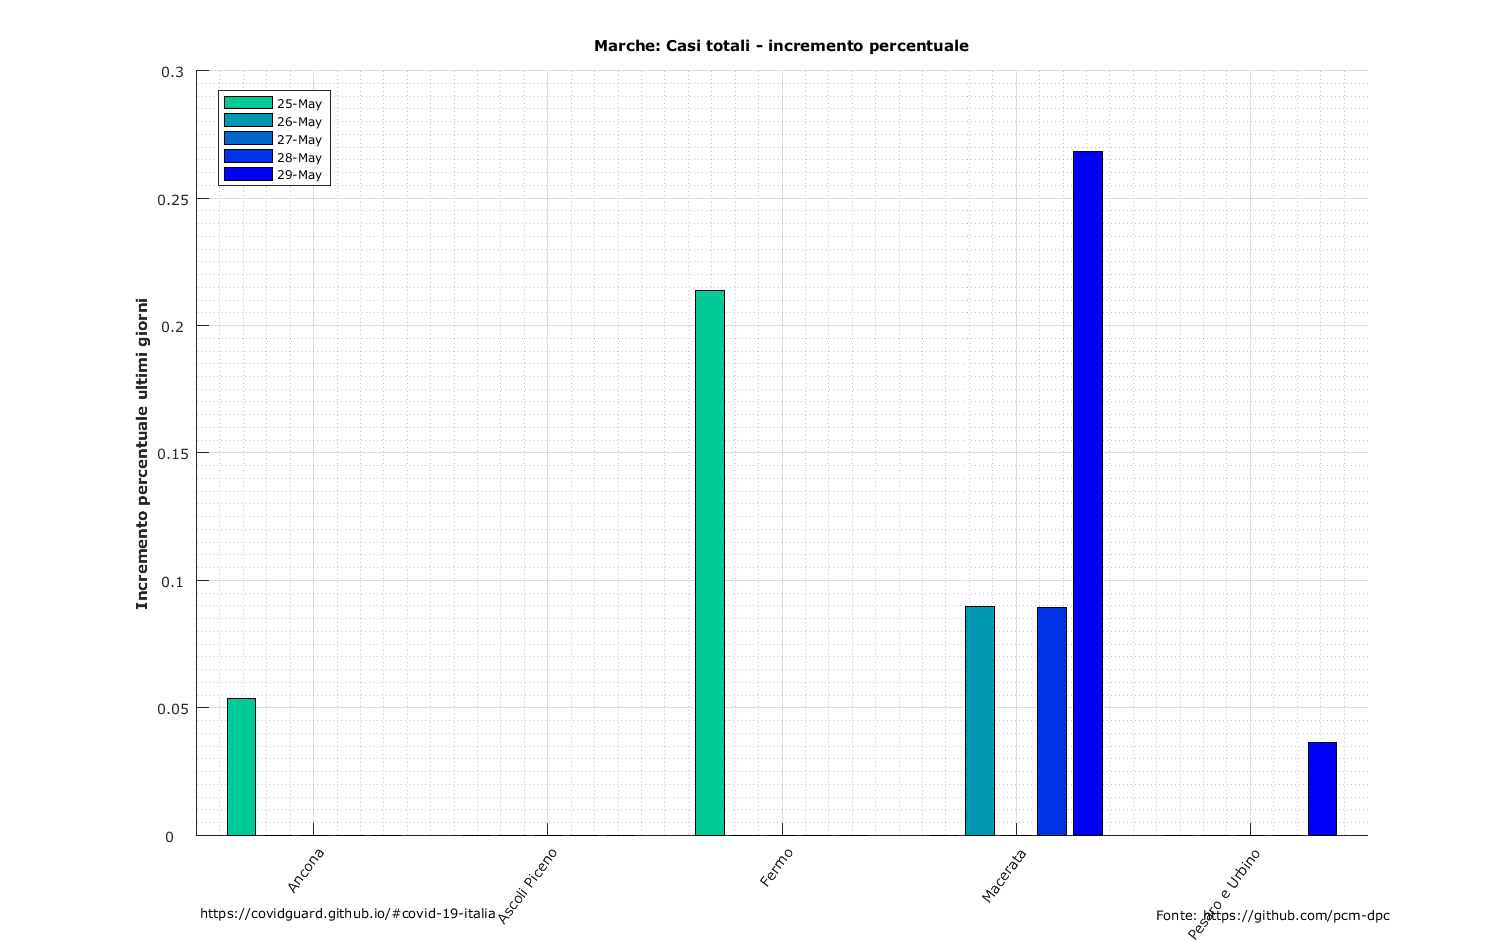 Marche: Casi totali - incremento percentuale
Incremento percentuale ultimi giorni
0.3
0.25
0.2
0.15
0.1
0.05
0
25-May
26-May
27-May
28-May
29-May
Ancona
Ascoli Piceno
Fermo
Macerata
Pesaro e Urbino
https://covidguard.github.io/#covid-19-italia
Fonte: https://github.com/pcm-dpc